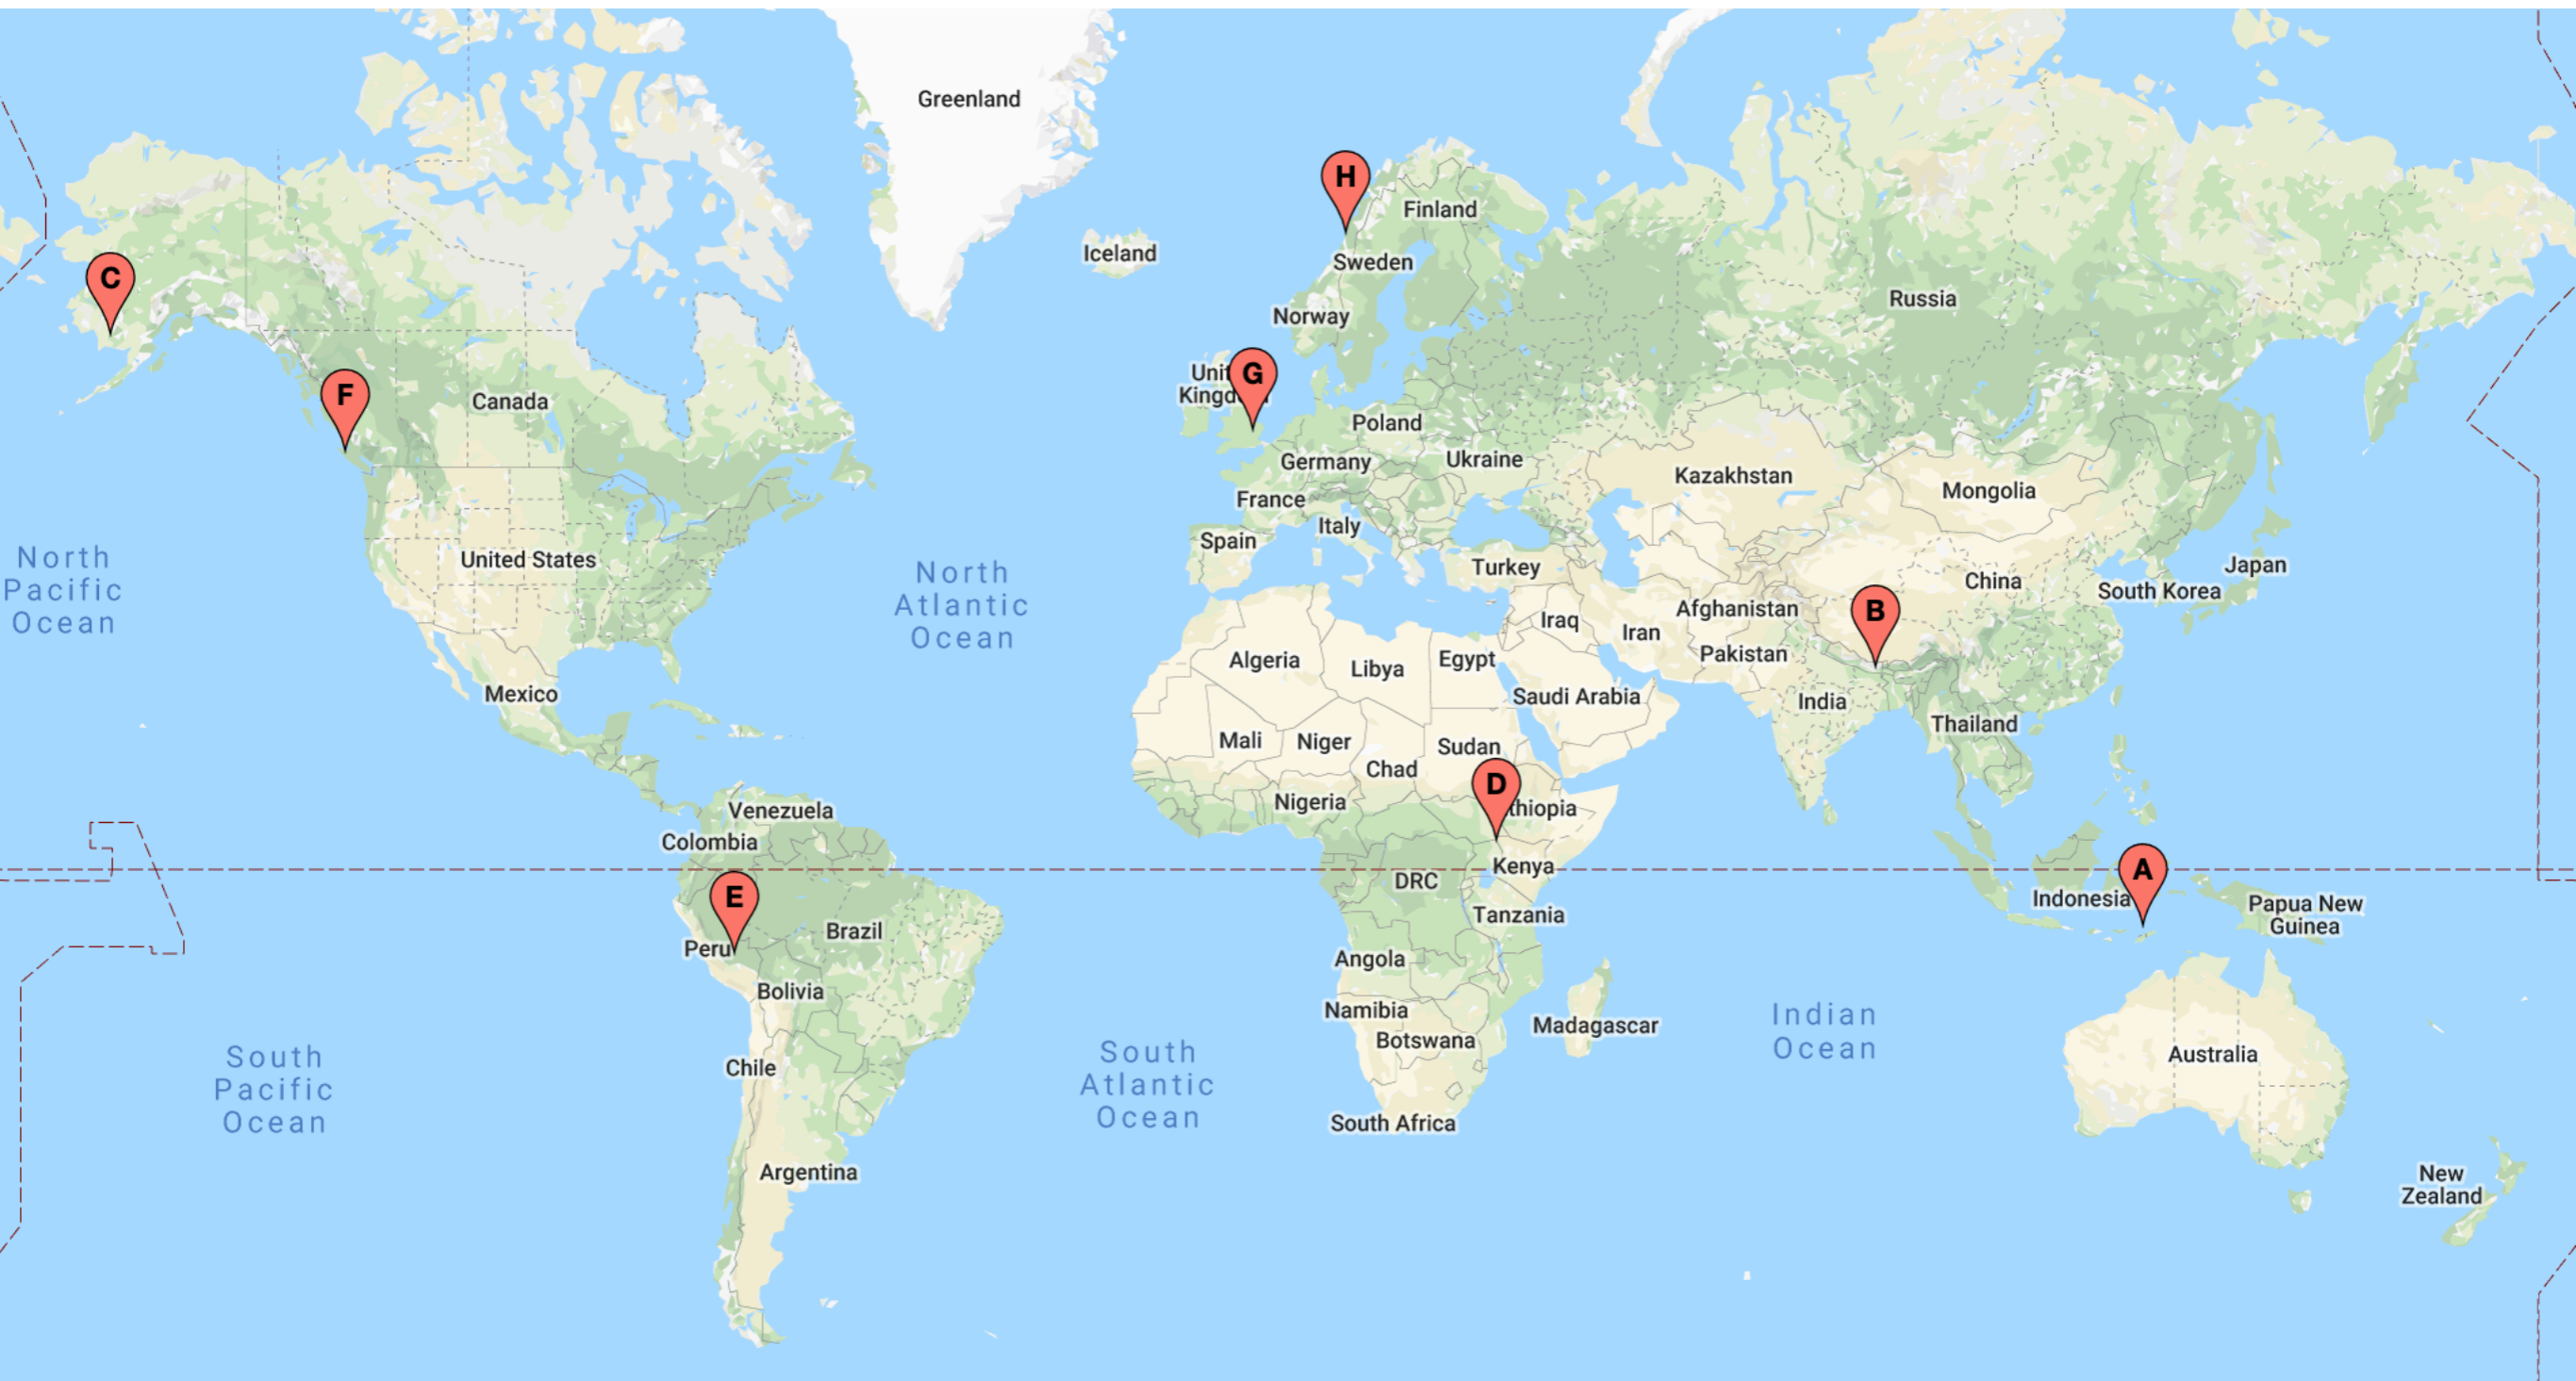 Greenland
H
Finland
Iceland
Sweden
C
Russia
Norway
Unit
G
Kingd
F
Canada
Poland
Germany
Ukraine
Kazakhstan
Mongolia
France
Italy
Spain
North
Pacific
Ocean
United States
North
Atlantic
Ocean
Turkey
China
Japan
South Korea
Afghanistan
B
Iraq
Iran
Pakistan
Algeria
Libya
Egypt
Saudi Arabia
India
Mexico
Thailand
Mali
Niger
Sudan
Chad
D
Nigeria
thiopia
Venezuela
Colombia
Kenya
A
DRC
E
Indonesia
Papua New
Guinea
Tanzania
Brazil
Peru
Angola
Bolivia
Namibia
Madagascar
Botswana
Indian
Ocean
South
Pacific
Ocean
Chile
South
Atlantic
Ocean
Australia
South Africa
Argentina
New
Zealand